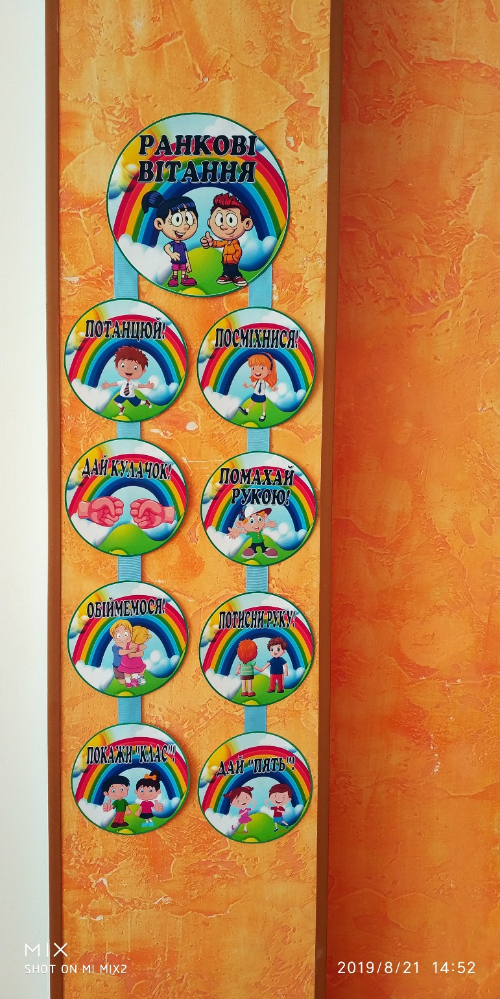 РАНКОВІ
ВІТАННЯ
ПОТАНЦЮЙ!
ПОСМІХНИСЯ!
ДАЙ КУЛАЧОК!
ПОМАХАЙ
РУКОЮ!
ОБІЙМЕМОСЯ!
ПОТИСНИ РУКУ!
ПОКАЖИ "КЛАС"!
ДАЙ "ПЯТЬ"!
MIX
SHOT ON MI MIX2
2019/8/21 14:52